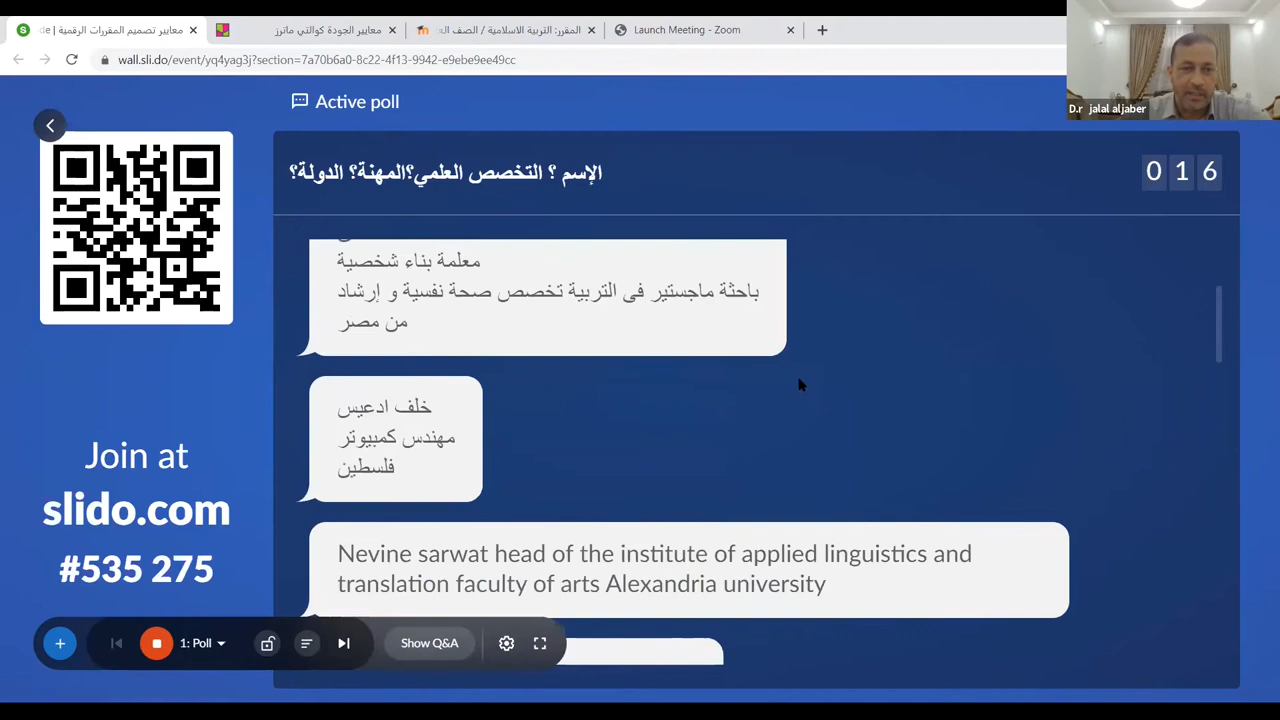 معايير تصميم المقررات الرقمية | de
معايير الجودة كوالتي ماترز
المقرر: التربية الاسلامية / الصف ال
Launch Meeting - Zoom
wall.sli.do/event/yq4yag3j?section=7a70b6a0-8c22-4f13-9942-e9ebe9ee49cc
D.r jalal aljaber
Active poll
الإسم ؟ التخصص العلمي؟المهنة؟ الدولة؟
016
معلمة بناء شخصية
باحثة ماجستير فى التربية تخصص صحة نفسية و إرشاد
من مصر
خلف ادعيس
مهندس كمبيوتر
فلسطين
Nevine sarwat head of the institute of applied linguistics and
translation faculty of arts Alexandria university
Join at
slido.com
#535 275
1: Poll
Show Q&A